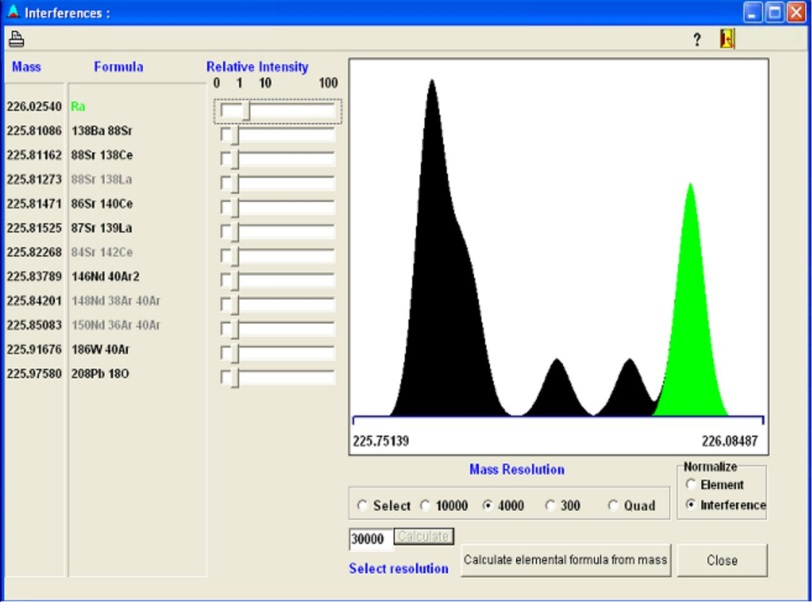 Interferences :
?
Mass Formula Relative Intensity
0 1 10 100
226.02540 Ra
225.81086 138Ba 88Sr
225.81162 88Sr 138Ce
225.81273 88Sr 138La
225.81471 86Sr 140Ce
225.81525 87Sr 139La
225.82268 84Sr 142Ce
225.83789 146Nd 40Ar2
225.84201 148Nd 38Ar 40Ar
225.85083 150Nd 36Ar 40Ar
225.91676 186W 40Ar
225.97580 208Pb 18O
225.75139 226.08487
Mass Resolution
Select 10000 4000 300 Quad
Normalize
Element
Interference
30000 Calculate
Select resolution
Calculate elemental formula from mass
Close